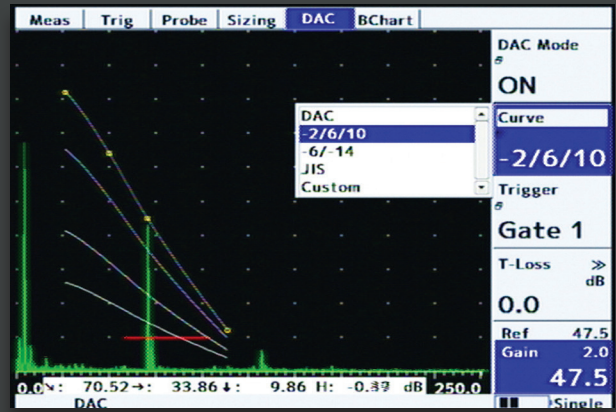 Meas Trig Probe Sizing DAC BChart
DAC Mode
ON
Curve
-2/6/10
Trigger
Gate 1
T-Loss
dB
0.0
Ref 47.5
Gain 2.0
47.5
DAC
-2/6/10
-6/-14
JIS
Custom
0.0 ↘: 70.52 →: 33.86 ↓: 9.86 H: dB 250.0
DAC
Single